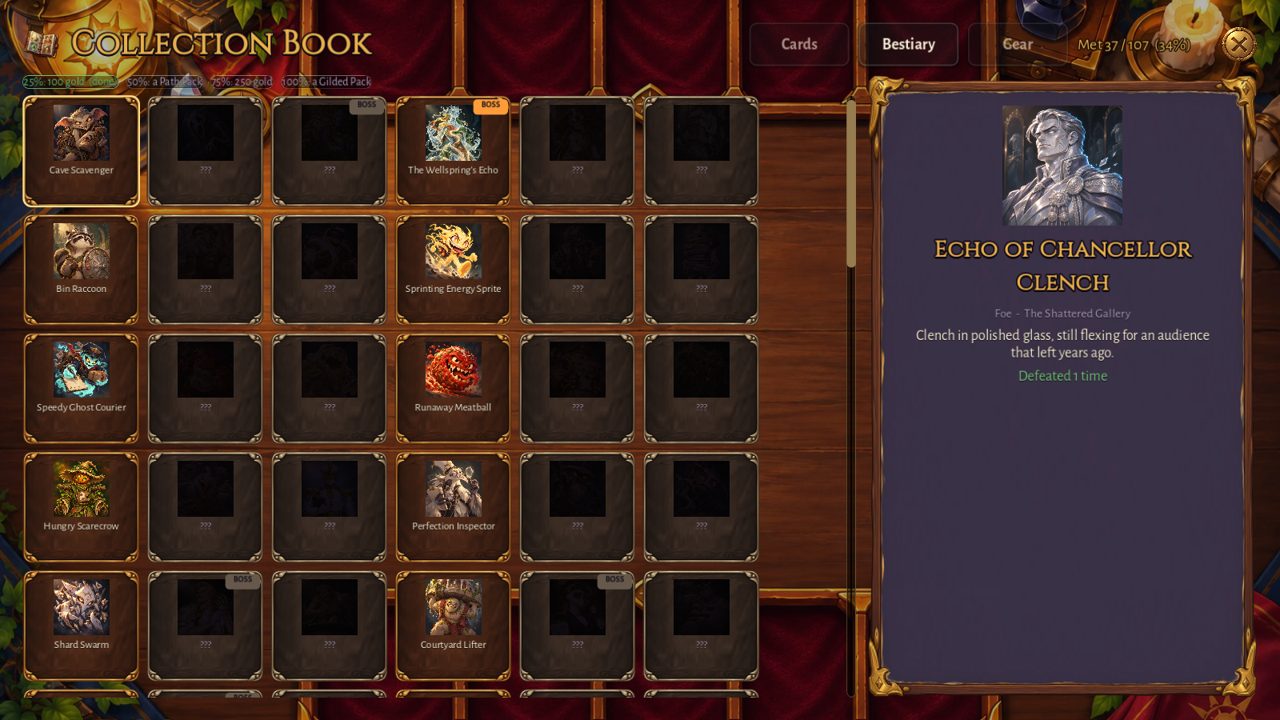 Collection Book
Cards
Bestiary
Gear
Met 37 / 107 (34%)
25%: 100 gold (done) 50%: a Path Pack 75%: 250 gold 100%: a Gilded Pack
BOSS
BOSS
Cave Scavenger
???
???
The Wellspring's Echo
???
???
Bin Raccoon
???
???
Sprinting Energy Sprite
???
???
Speedy Ghost Courier
???
???
Runaway Meatball
???
???
Hungry Scarecrow
???
???
Perfection Inspector
???
???
BOSS
BOSS
Shard Swarm
???
???
Courtyard Lifter
???
???
BOSS
Echo of Chancellor
Clench
Foe - The Shattered Gallery
Clench in polished glass, still flexing for an audience
that left years ago.
Defeated 1 time